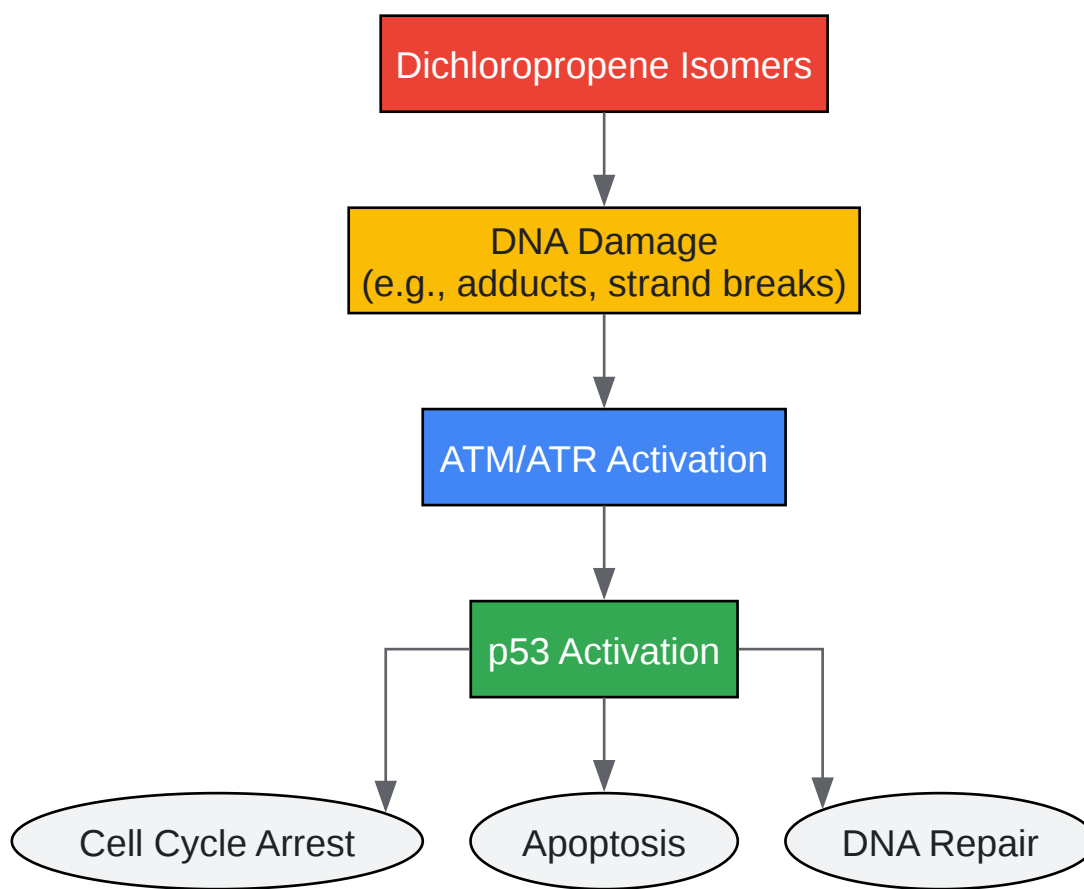 Dichloropropene Isomers
DNA Damage
(e.g., adducts, strand breaks)
ATM/ATR Activation
p53 Activation
Cell Cycle Arrest
Apoptosis
DNA Repair